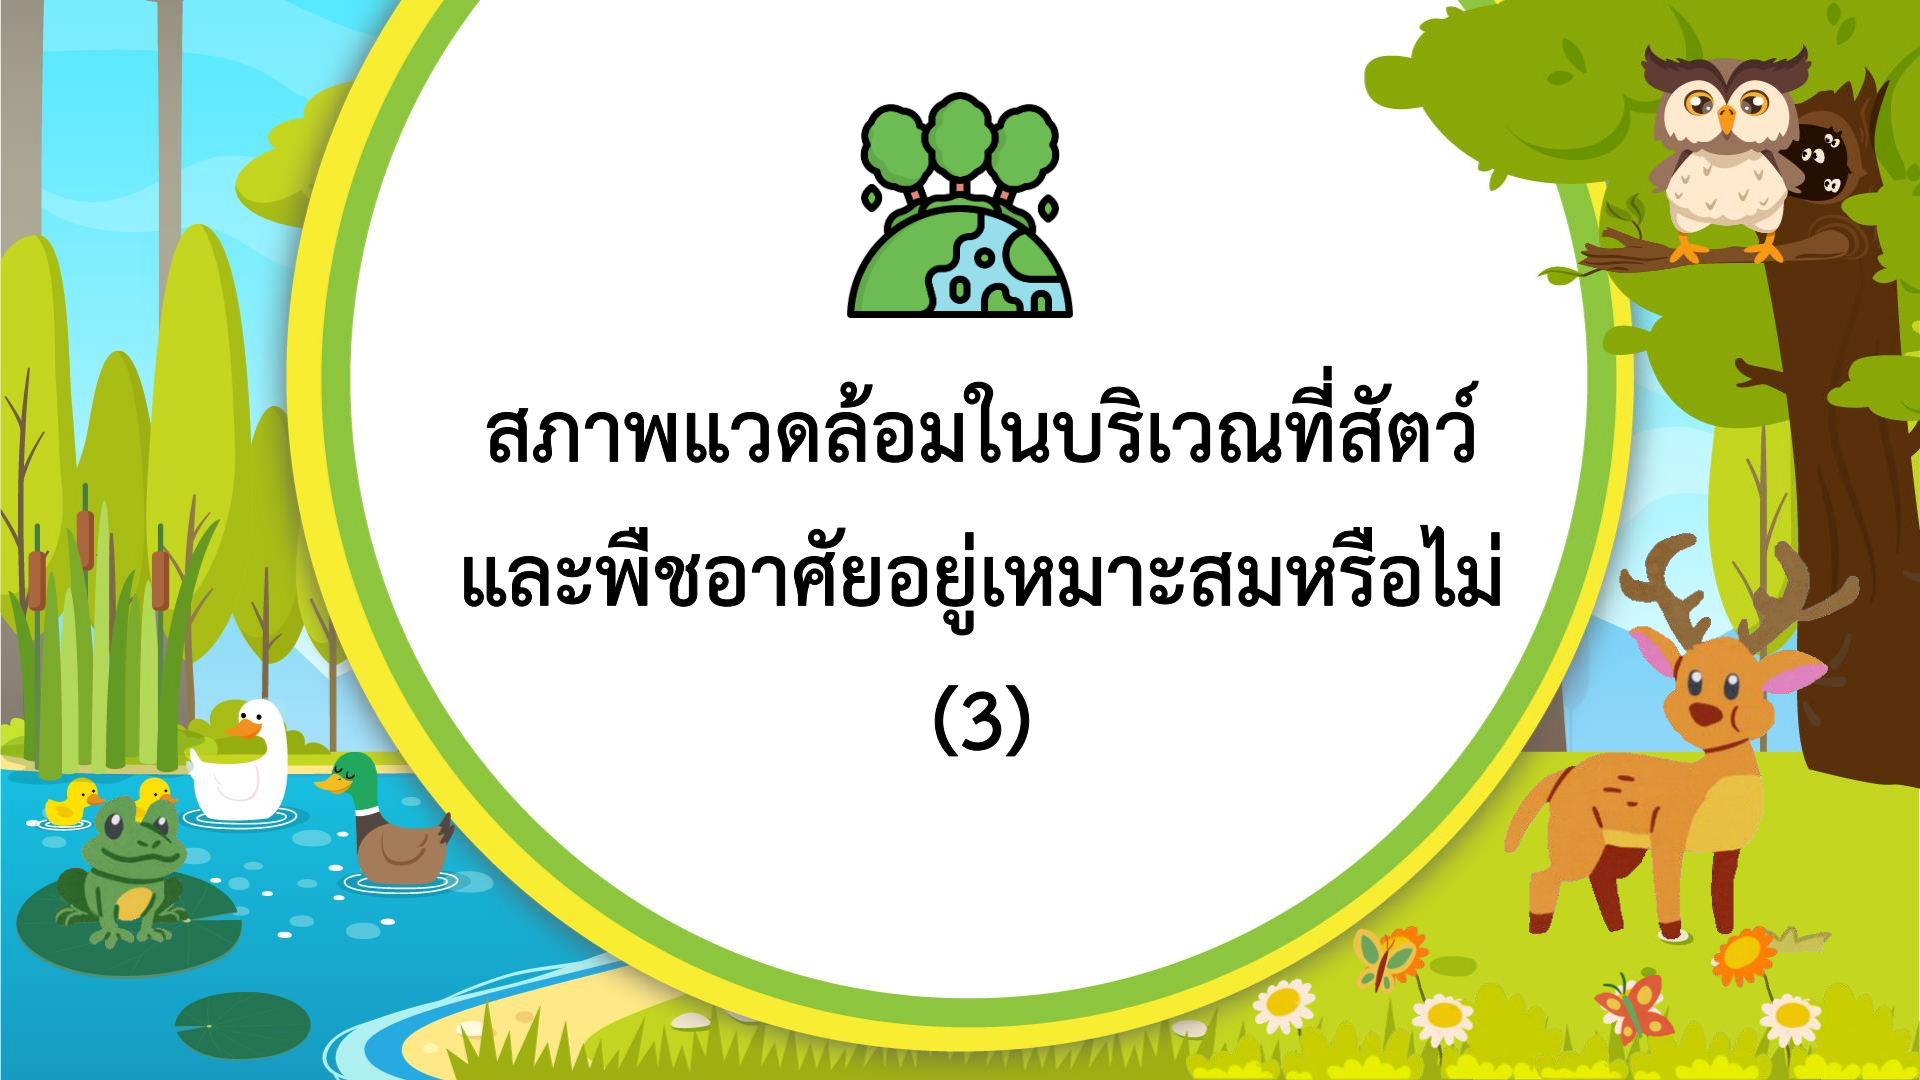 สภาพแวดล้อมในบริเวณที่สัตว์
และพืชอาศัยอยู่เหมาะสมหรือไม่
(3)